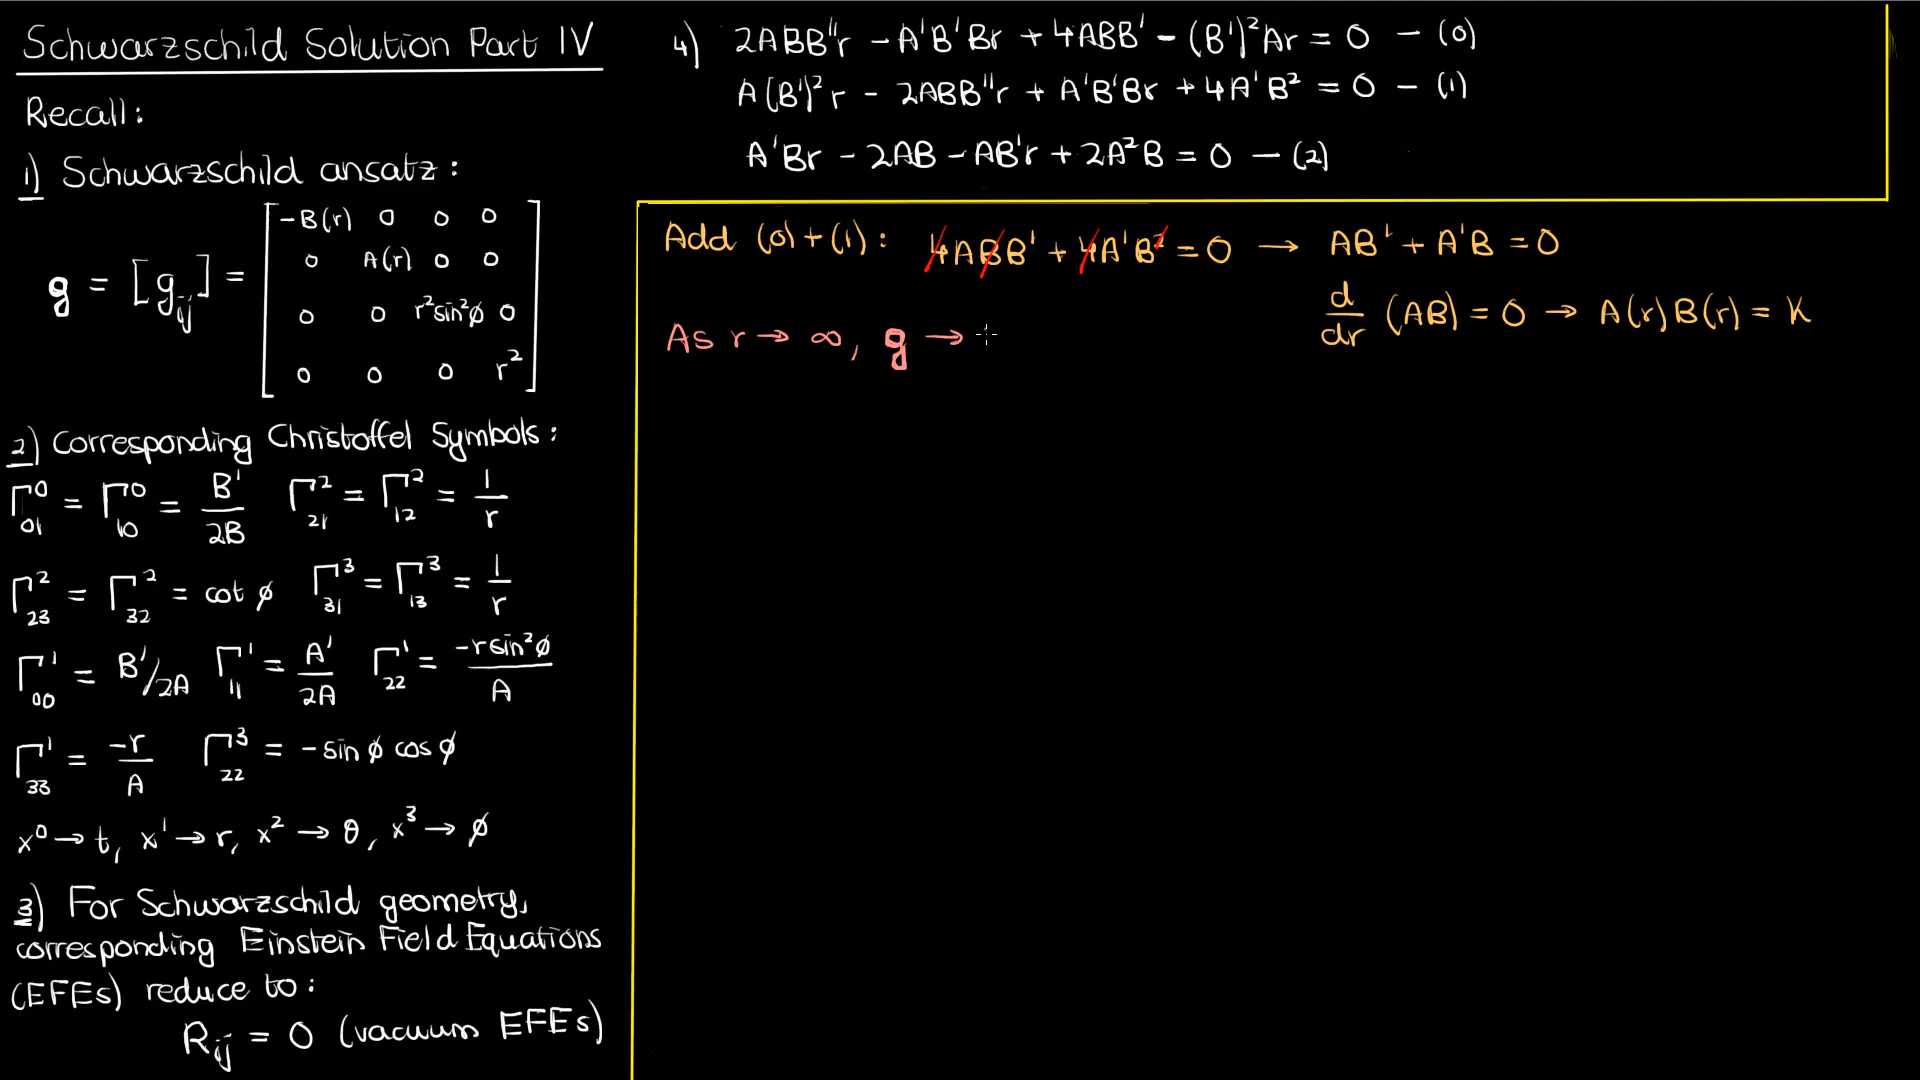 Schwarzschild Solution Part IV
Recall:
1) Schwarzschild ansatz:
g = [g_ij] = [-B(r) 0 0 0
0 A(r) 0 0
0 0 r²sin²ϕ 0
0 0 0 r²]
2) Corresponding Christoffel Symbols:
Γ⁰₀₁ = Γ⁰₁₀ = B'/2B Γ²₂₁ = Γ²₁₂ = 1/r
Γ²₂₃ = Γ²₃₂ = cot ϕ Γ³₃₁ = Γ³₁₃ = 1/r
Γ¹₀₀ = B'/2A Γ¹₁₁ = A'/2A Γ¹₂₂ = -rsin²ϕ/A
Γ¹₃₃ = -r/A Γ³₂₂ = -sin ϕ cos ϕ
x⁰ → t, x¹ → r, x² → θ, x³ → ϕ
3) For Schwarzschild geometry,
corresponding Einstein Field Equations
(EFEs) reduce to:
R_ij = 0 (vacuum EFEs)
4) 2ABB''r - A'B'Br + 4ABB' - (B')²Ar = 0 - (0)
A(B')²r - 2ABB''r + A'B'Br + 4A'B² = 0 - (1)
A'Br - 2AB - AB'r + 2A²B = 0 - (2)
Add (0)+(1): 4ABB' + 4A'B² = 0 → AB' + A'B = 0
d/dr (AB) = 0 → A(r)B(r) = K
As r → ∞, g →